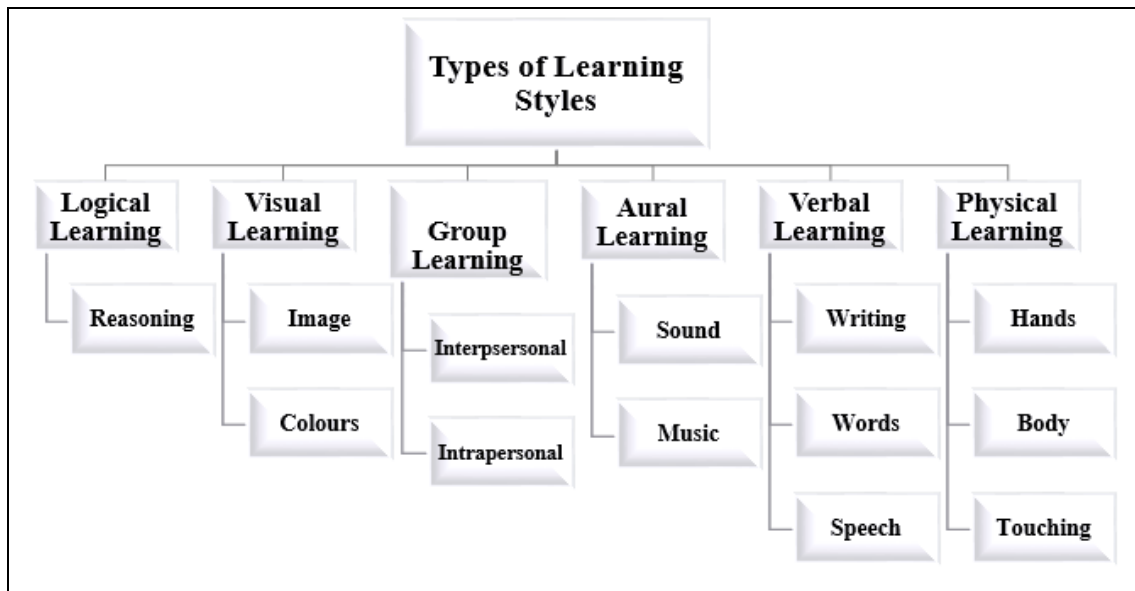 Types of Learning
Styles
Logical
Learning
Reasoning
Visual
Learning
Image
Colours
Group
Learning
Interpsersonal
Intrapersonal
Aural
Learning
Sound
Music
Verbal
Learning
Writing
Words
Speech
Physical
Learning
Hands
Body
Touching